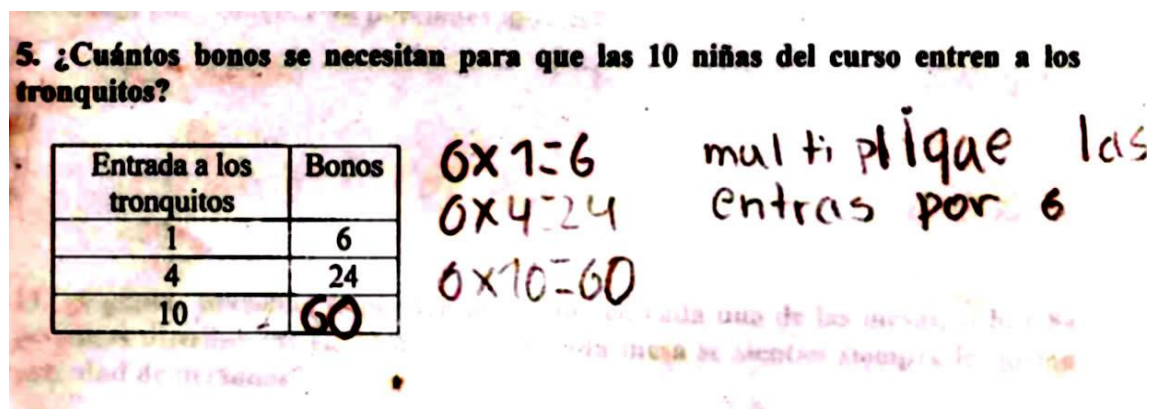 5. ¿Cuántos bonos se necesitan para que las 10 niñas del curso entren a los
tronquitos?
Entrada a los tronquitos Bonos
1 6
4 24
10 60
6x1=6
6x4=24
6x10=60
multiplique las
entras por 6